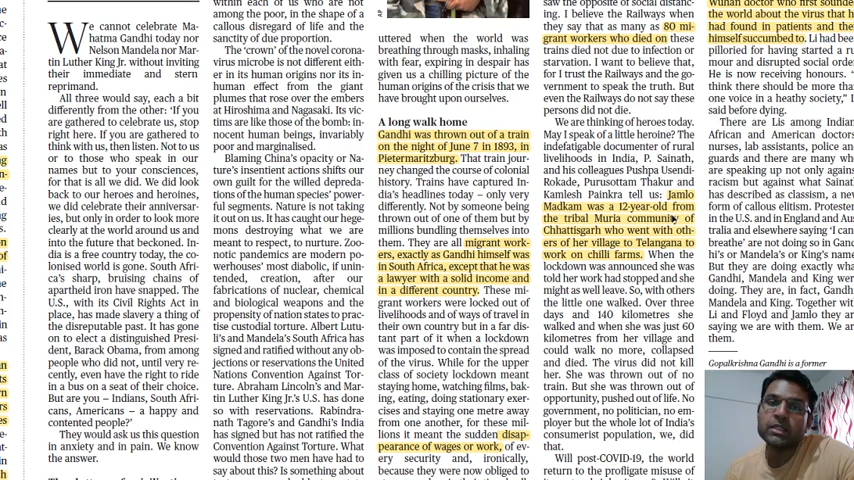 We cannot celebrate Ma-
hatma Gandhi today nor
Nelson Mandela nor Mar-
tin Luther King Jr. without inviting
their immediate and stern
reprimand.
All three would say, each a bit
differently from the other: ‘If you
are gathered to celebrate us, stop
right here. If you are gathered to
think with us, then listen. Not to us
or to those who speak in our
names but to your consciences,
for that is all we did. We did look
back to our heroes and heroines,
we did celebrate their anniversar-
ies, but only in order to look more
clearly at the world around us and
into the future that beckoned. In-
dia is a free country today, the co-
lonised world is gone. South Afri-
ca’s sharp, bruising chains of
apartheid iron have snapped. The
U.S., with its Civil Rights Act in
place, has made slavery a thing of
the disputable past. It has gone
on to elect a distinguished Pres-
ident, Barack Obama, from among
people who did not, until very re-
cently, even have the right to ride
in a bus on a seat of their choice.
But are you – Indians, South Afri-
cans, Americans – a happy and
contented people?’
They would ask us this question
in anxiety and in pain. We know
the answer.
within each of us who are not
among the poor, in the shape of a
callous disregard of life and the
sanctity of due proportion.
The ‘crown’ of the novel corona-
virus microbe is not different eith-
er in its human origins nor its in-
human effect from the giant
plumes that rose over the embers
at Hiroshima and Nagasaki. Its vic-
tims are like those of the bomb: in-
nocent human beings, invariably
poor and marginalised.
Blaming China’s opacity or Na-
ture’s insentient actions shifts our
own guilt for the willed depreda-
tions of the human species’ power-
ful segments. Nature is not taking
it out on us. It has caught our hege-
mons destroying what we are
meant to respect, to nurture. Zoo-
notic pandemics are modern po-
werhouses’ most diabolic, if unin-
tended, creation, after our
fabrications of nuclear, chemical
and biological weapons and the
propensity of nation states to prac-
tise custodial torture. Albert Lutu-
li’s and Mandela’s South Africa has
signed and ratified without any ob-
jections or reservations the United
Nations Convention Against Tor-
ture. Abraham Lincoln’s and Mar-
tin Luther King Jr.’s U.S. has done
so with reservations. Rabindra-
nath Tagore’s and Gandhi’s India
has signed but has not ratified the
Convention Against Torture. What
would those two men have had to
say about this? Is something about
AP
uttered when the world was
breathing through masks, inhaling
with fear, expiring in despair has
given us a chilling picture of the
human origins of the crisis that we
have brought upon ourselves.
A long walk home
Gandhi was thrown out of a train
on the night of June 7 in 1893, in
Pietermaritzburg. That train jour-
ney changed the course of colonial
history. Trains have captured In-
dia’s headlines today – only very
differently. Not by someone being
thrown out of one of them but by
millions bundling themselves into
them. They are all migrant work-
ers, exactly as Gandhi himself was
in South Africa, except that he was
a lawyer with a solid income and
in a different country. These mi-
grant workers were locked out of
livelihoods and of ways of travel in
their own country but in a far dis-
tant part of it when a lockdown
was imposed to contain the spread
of the virus. While for the upper
class of society lockdown meant
staying home, watching films, bak-
ing, eating, doing stationary exer-
cises and staying one metre away
from one another, for these mil-
lions it meant the sudden disap-
pearance of wages or work, of ev-
ery security and, ironically,
because they were now obliged to
saw the opposite of social distanc-
ing. I believe the Railways when
they say that as many as 80 mi-
grant workers who died on these
trains died not due to infection or
starvation. I want to believe that,
for I trust the Railways and the go-
vernment to speak the truth. But
even the Railways do not say these
persons did not die.
We are thinking of heroes today.
May I speak of a little heroine? The
indefatigable documenter of rural
livelihoods in India, P. Sainath,
and his colleagues Pushpa Usendi-
Rokade, Purusottam Thakur and
Kamlesh Painkra tell us: Jamlo
Madkam was a 12-year-old from
the tribal Muria community of
Chhattisgarh who went with oth-
ers of her village to Telangana to
work on chilli farms. When the
lockdown was announced she was
told her work had stopped and she
might as well leave. So, with others
the little one walked. Over three
days and 140 kilometres she
walked and when she was just 60
kilometres from her village and
could walk no more, collapsed
and died. The virus did not kill
her. She was thrown out of no
train. But she was thrown out of
opportunity, pushed out of life. No
government, no politician, no em-
ployer but the whole lot of India’s
consumerist population, we, did
that.
Will post-COVID-19, the world
return to the profligate misuse of
Wuhan doctor who first sounded
the world about the virus that h
had found in patients and the
himself succumbed to. Li had bee
pilloried for having started a ru
mour and disrupted social order
He is now receiving honours. ‘
think there should be more tha
one voice in a healthy society,” L
said before dying.
There are Lis among Indian
African and American doctors
nurses, lab assistants, police an
guards and there are many who
are speaking up not only agains
racism but against what Sainat
has described as classism, a new
form of callous elitism. Protester
in the U.S. and in England and Aus
tralia and elsewhere saying ‘I can
breathe’ are not doing so in Gand
hi’s or Mandela’s or King’s name
But they are doing exactly wha
Gandhi, Mandela and King wer
doing. They are, in fact, Gandh
Mandela and King. Together wit
Li and Floyd and Jamlo they ar
saying we are with them. We are
them.
Gopalkrishna Gandhi is a former